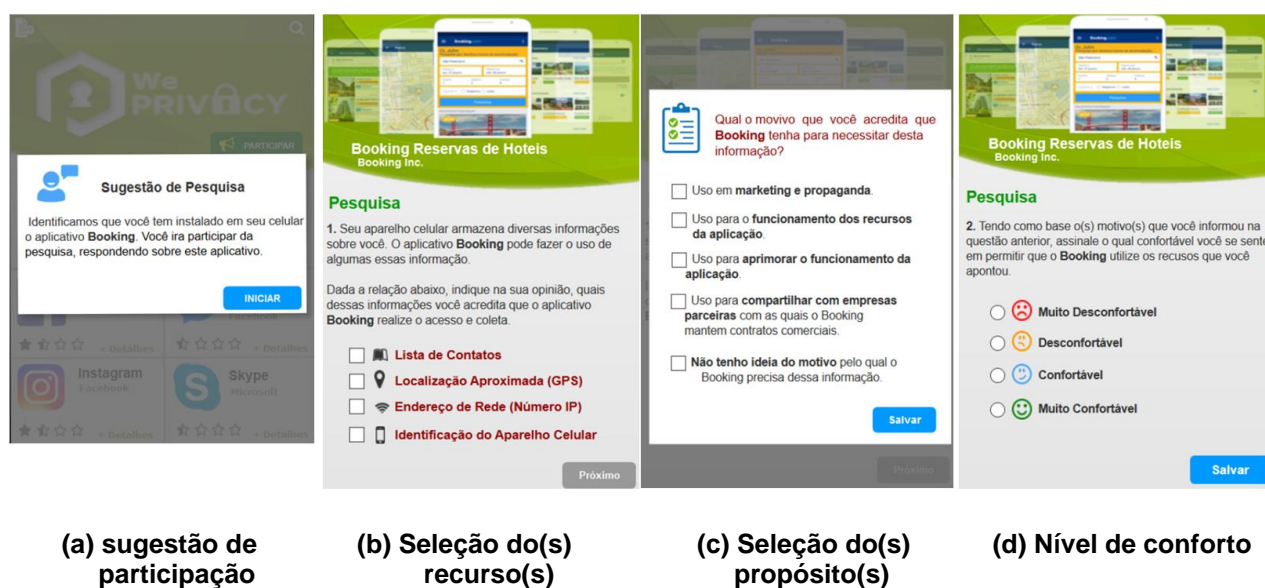 We
PRIVACY
PARTICIPAR
Sugestão de Pesquisa
Identificamos que você tem instalado em seu celular
o aplicativo Booking. Você ira participar da
pesquisa, respondendo sobre este aplicativo.
INICIAR
Facebook
+ Detalhes
+ Detalhes
Instagram
Facebook
Skype
Microsoft
+ Detalhes
+ Detalhes
(a) sugestão de
participação
Booking Reservas de Hoteis
Booking Inc.
Pesquisa
1. Seu aparelho celular armazena diversas informações
sobre você. O aplicativo Booking pode fazer o uso de
algumas essas informação.
Dada a relação abaixo, indique na sua opinião, quais
dessas informações você acredita que o aplicativo
Booking realize o acesso e coleta.
Lista de Contatos
Localização Aproximada (GPS)
Endereço de Rede (Número IP)
Identificação do Aparelho Celular
Próximo
(b) Seleção do(s)
recurso(s)
Qual o movivo que você acredita que
Booking tenha para necessitar desta
informação?
Uso em marketing e propaganda.
Uso para o funcionamento dos recursos
da aplicação.
Uso para aprimorar o funcionamento da
aplicação.
Uso para compartilhar com empresas
parceiras com as quais o Booking
mantem contratos comerciais.
Não tenho ideia do motivo pelo qual o
Booking precisa dessa informação.
Salvar
Próximo
(c) Seleção do(s)
propósito(s)
Booking Reservas de Hoteis
Booking Inc.
Pesquisa
2. Tendo como base o(s) motivo(s) que você informou na
questão anterior, assinale o qual confortável você se sente
em permitir que o Booking utilize os recusos que você
apontou.
Muito Desconfortável
Desconfortável
Confortável
Muito Confortável
Salvar
(d) Nível de conforto